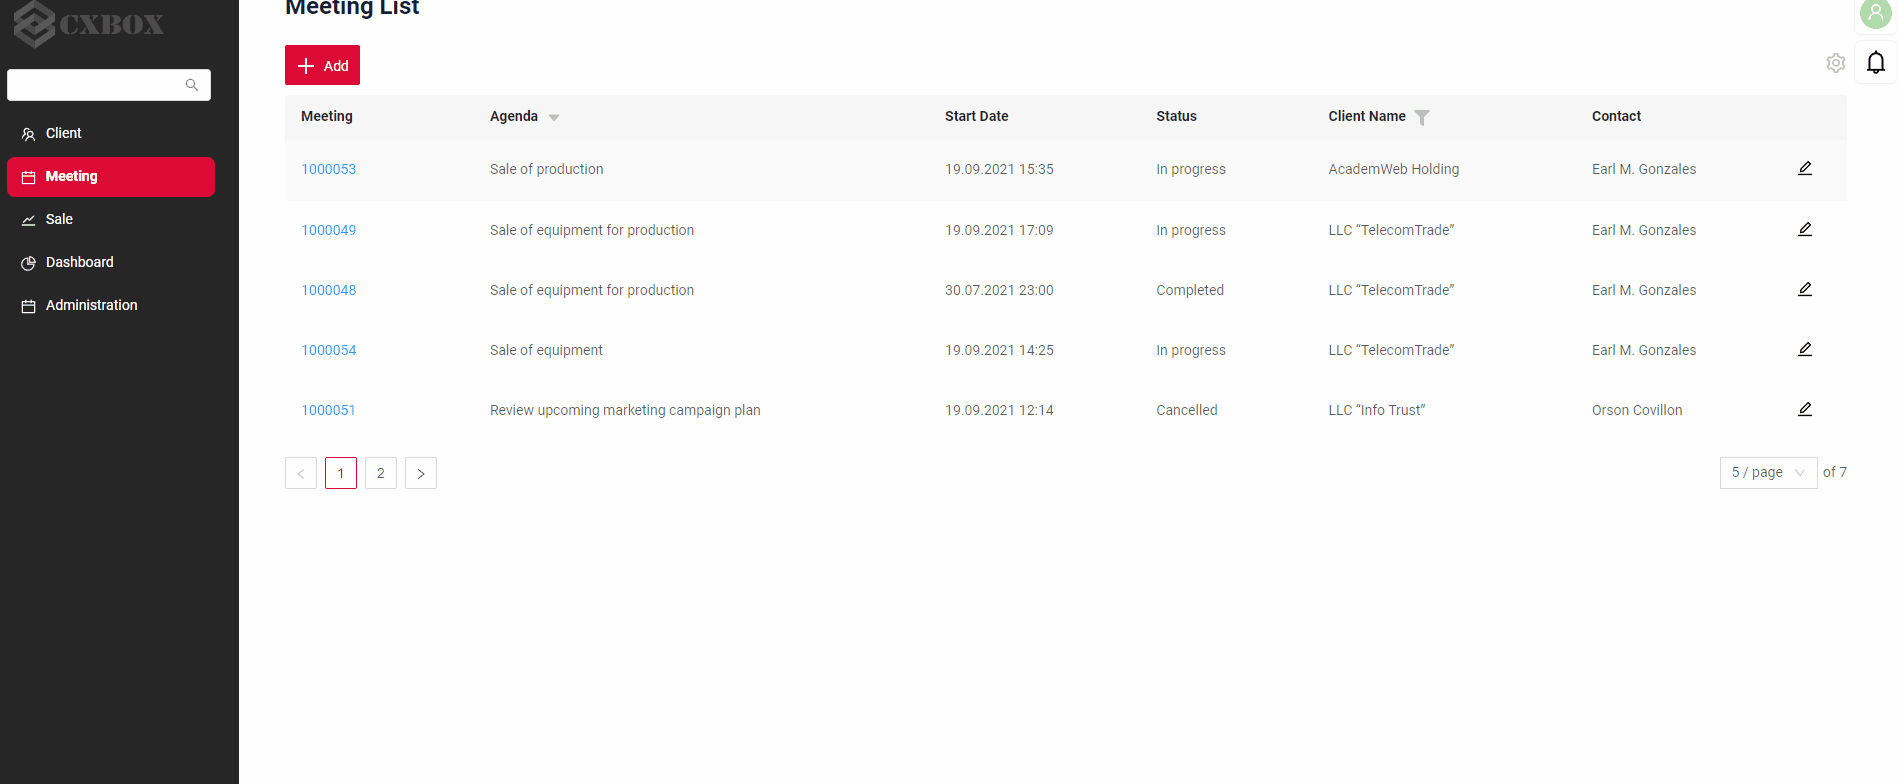 CXBOX
Client
Meeting
Sale
Dashboard
Administration
Meeting List
Add
Meeting Agenda Start Date Status Client Name Contact
1000053 Sale of production 19.09.2021 15:35 In progress AcademWeb Holding Earl M. Gonzales
1000049 Sale of equipment for production 19.09.2021 17:09 In progress LLC “TelecomTrade” Earl M. Gonzales
1000048 Sale of equipment for production 30.07.2021 23:00 Completed LLC “TelecomTrade” Earl M. Gonzales
1000054 Sale of equipment 19.09.2021 14:25 In progress LLC “TelecomTrade” Earl M. Gonzales
1000051 Review upcoming marketing campaign plan 19.09.2021 12:14 Cancelled LLC “Info Trust” Orson Covillon
< 1 2 > 5 / page of 7